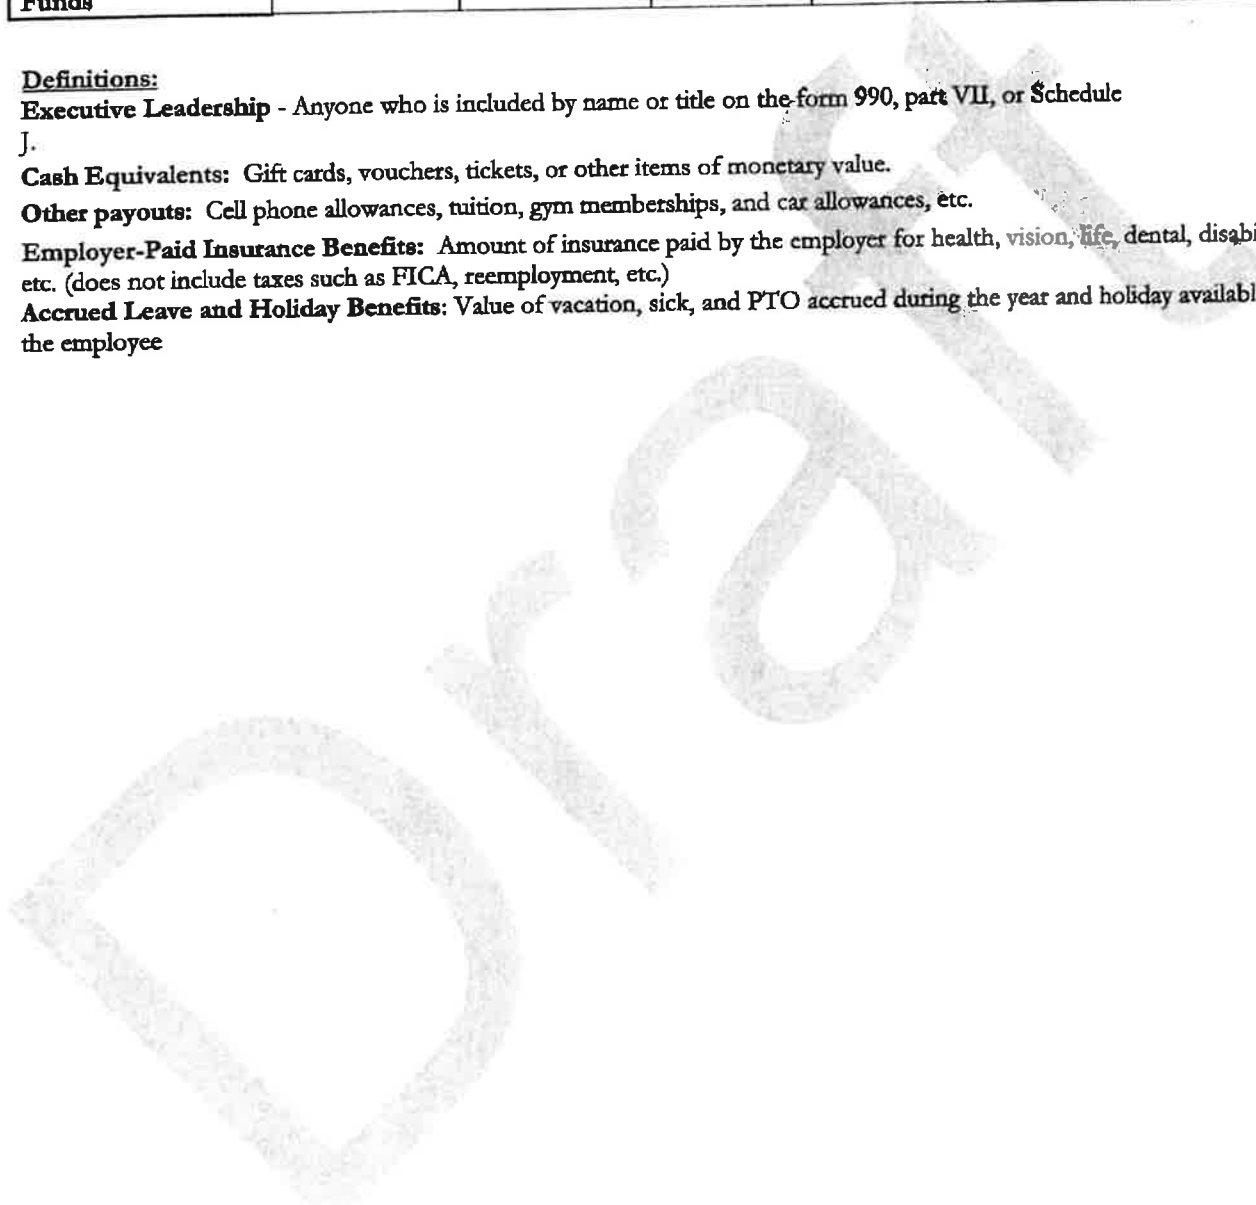 Funds
Definitions:
Executive Leadership - Anyone who is included by name or title on the form 990, part VII, or Schedule
J.
Cash Equivalents: Gift cards, vouchers, tickets, or other items of monetary value.
Other payouts: Cell phone allowances, tuition, gym memberships, and car allowances, etc.
Employer-Paid Insurance Benefits: Amount of insurance paid by the employer for health, vision, life, dental, disabi
etc. (does not include taxes such as FICA, reemployment, etc.)
Accrued Leave and Holiday Benefits: Value of vacation, sick, and PTO accrued during the year and holiday availabl
the employee
Draft